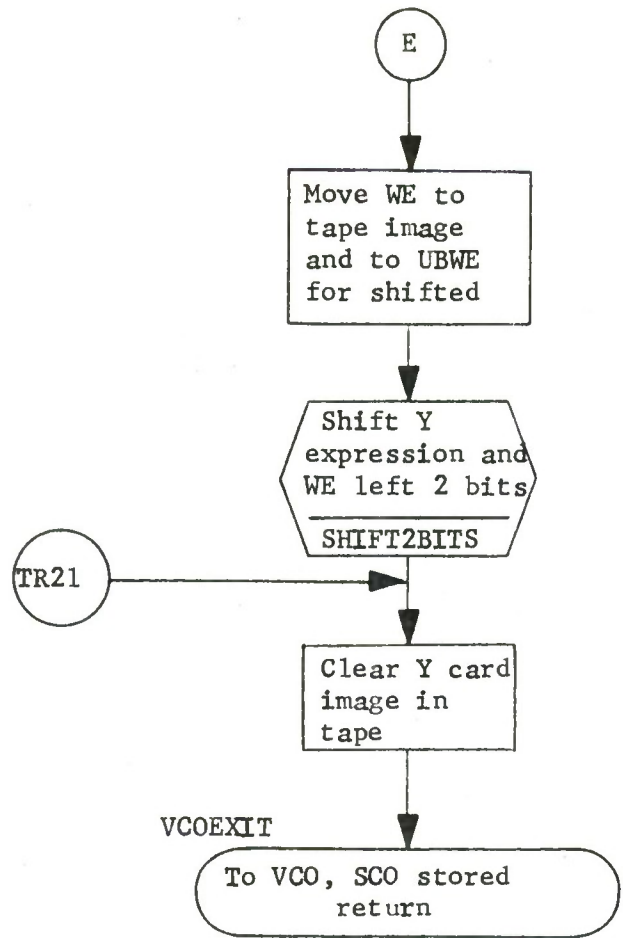 E
Move WE to
tape image
and to UBWE
for shifted
Shift Y
expression and
WE left 2 bits
SHIFT2BITS
TR21
Clear Y card
image in
tape
VCOEXIT
To VCO, SCO stored
return